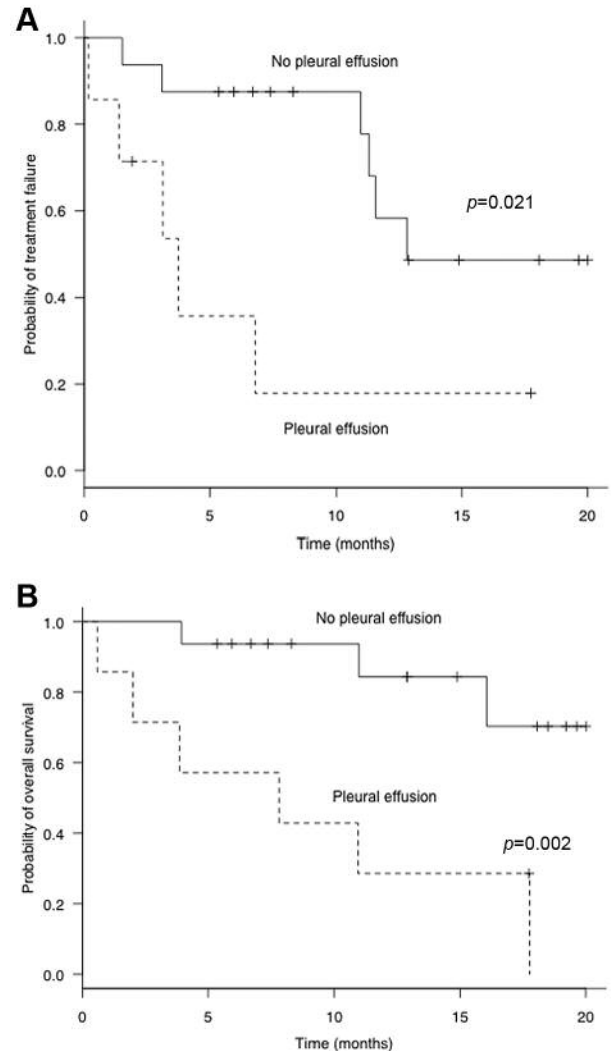 A
Probability of treatment failure
1.0
0.8
0.6
0.4
0.2
0.0
No pleural effusion
p=0.021
Pleural effusion
0 5 10 15 20
Time (months)
B
Probability of overall survival
1.0
0.8
0.6
0.4
0.2
0.0
No pleural effusion
Pleural effusion
p=0.002
0 5 10 15 20
Time (months)